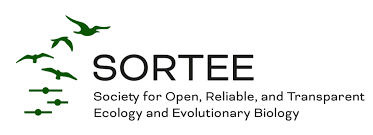 SORTEE
Society for Open, Reliable, and Transparent
Ecology and Evolutionary Biology